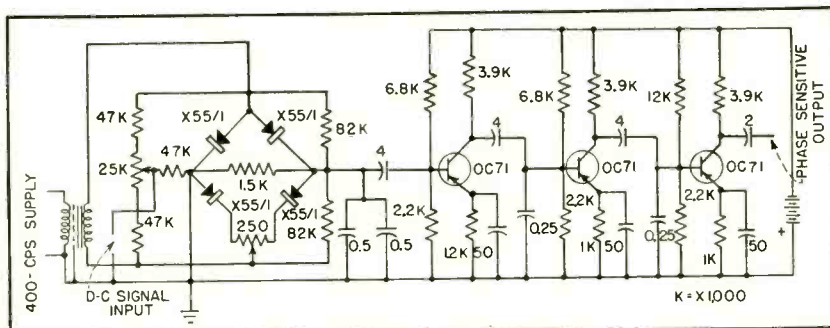 47K
25K
47K
47K
X55/1
X55/1
1.5K
X55/1
X55/1
250
82K
82K
0.5
0.5
4
6.8K
3.9K
4
OC71
2.2K
1.2K
50
0.25
6.8K
3.9K
4
OC71
2.2K
1K
50
0.25
12K
3.9K
2
OC71
2.2K
1K
50
+
PHASE SENSITIVE
OUTPUT
400-CPS SUPPLY
D-C SIGNAL
INPUT
K = X 1,000